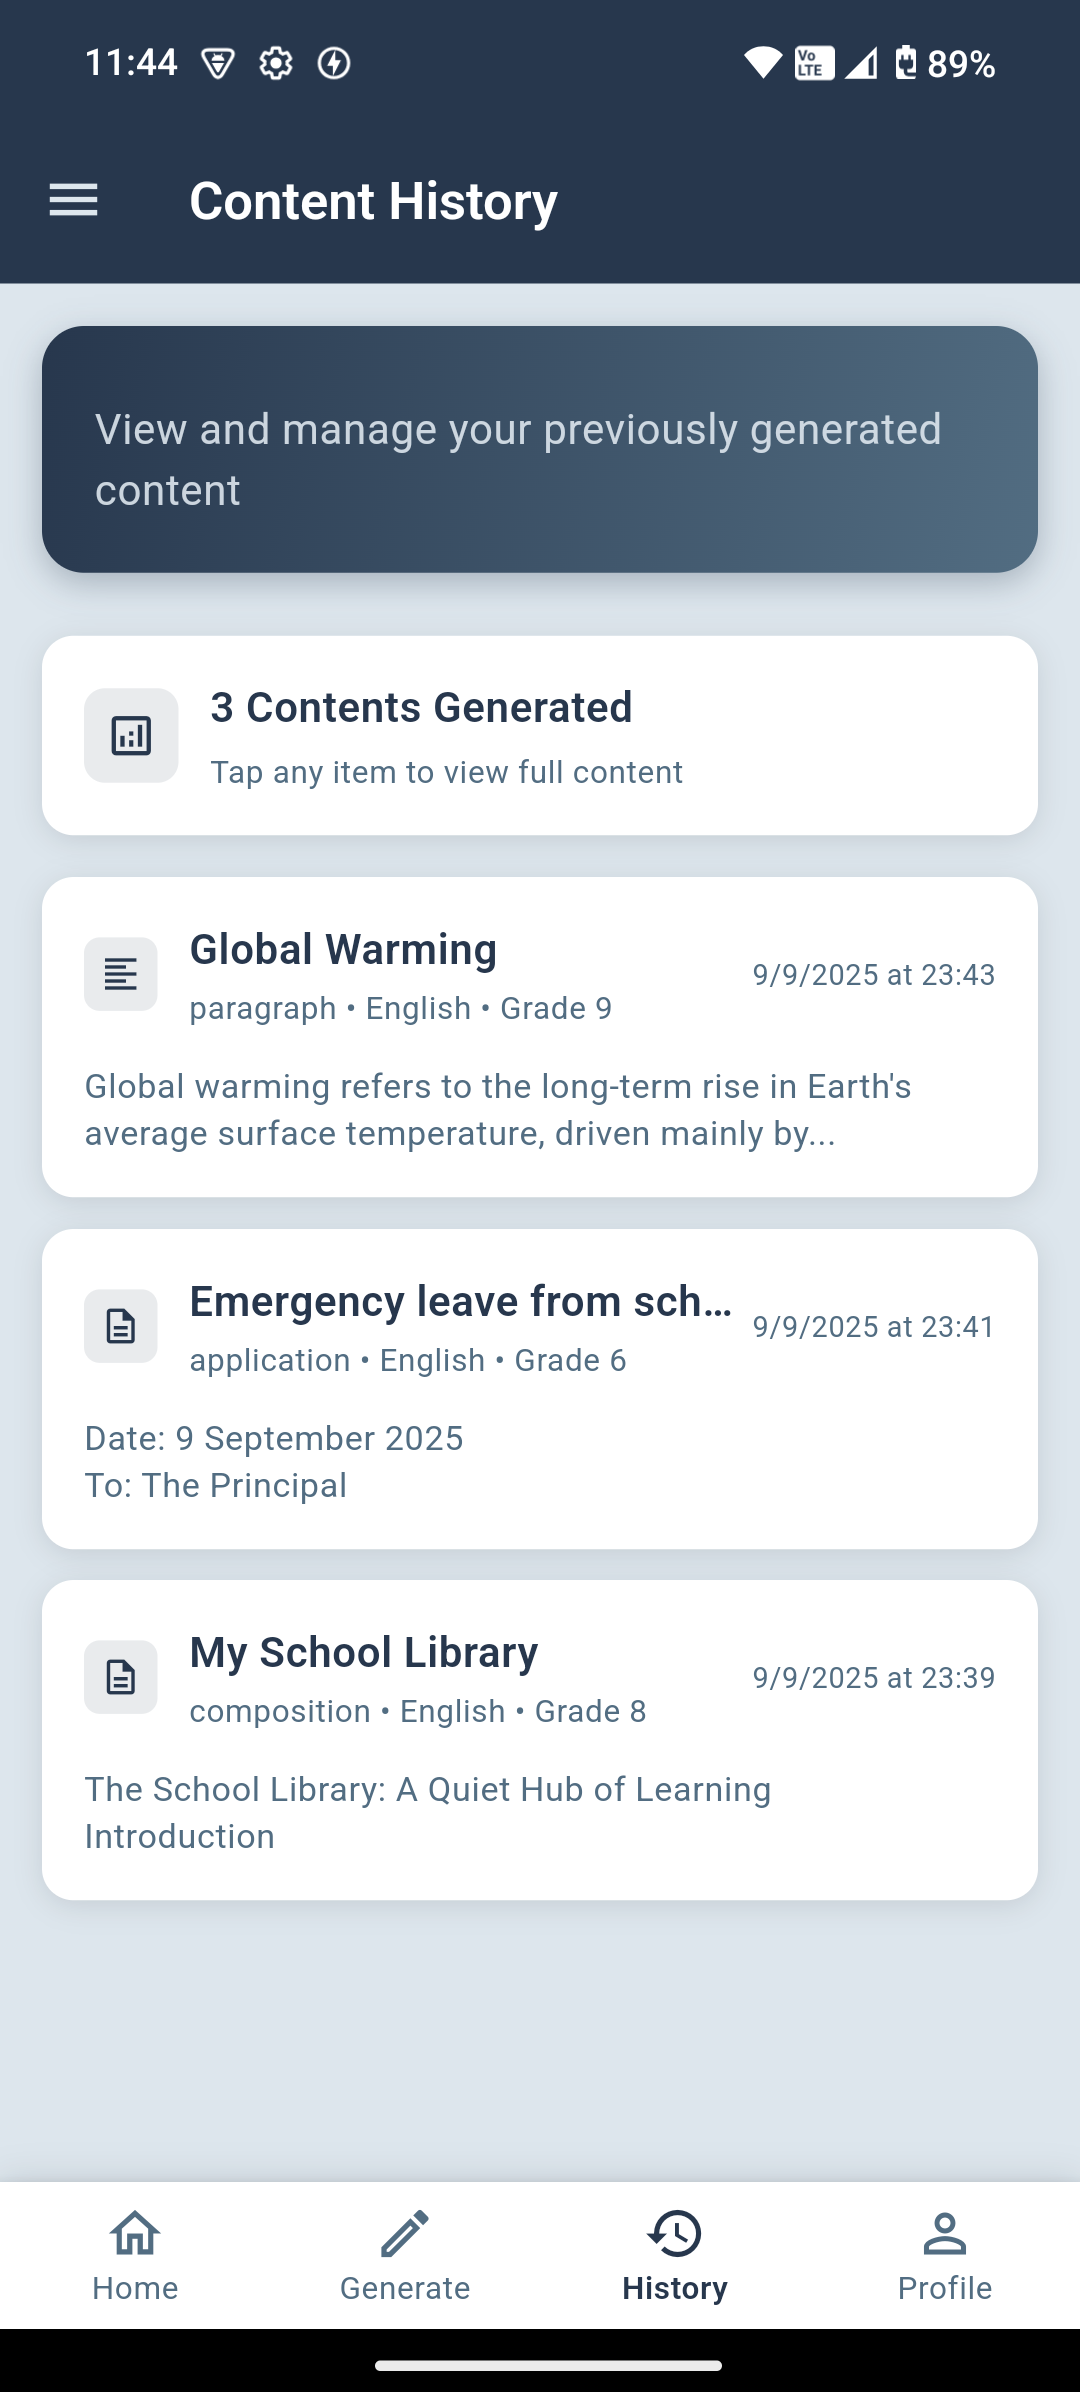 11:44
Vo LTE
89%
Content History
View and manage your previously generated
content
3 Contents Generated
Tap any item to view full content
Global Warming
9/9/2025 at 23:43
paragraph • English • Grade 9
Global warming refers to the long-term rise in Earth's
average surface temperature, driven mainly by...
Emergency leave from sch...
9/9/2025 at 23:41
application • English • Grade 6
Date: 9 September 2025
To: The Principal
My School Library
9/9/2025 at 23:39
composition • English • Grade 8
The School Library: A Quiet Hub of Learning
Introduction
Home
Generate
History
Profile